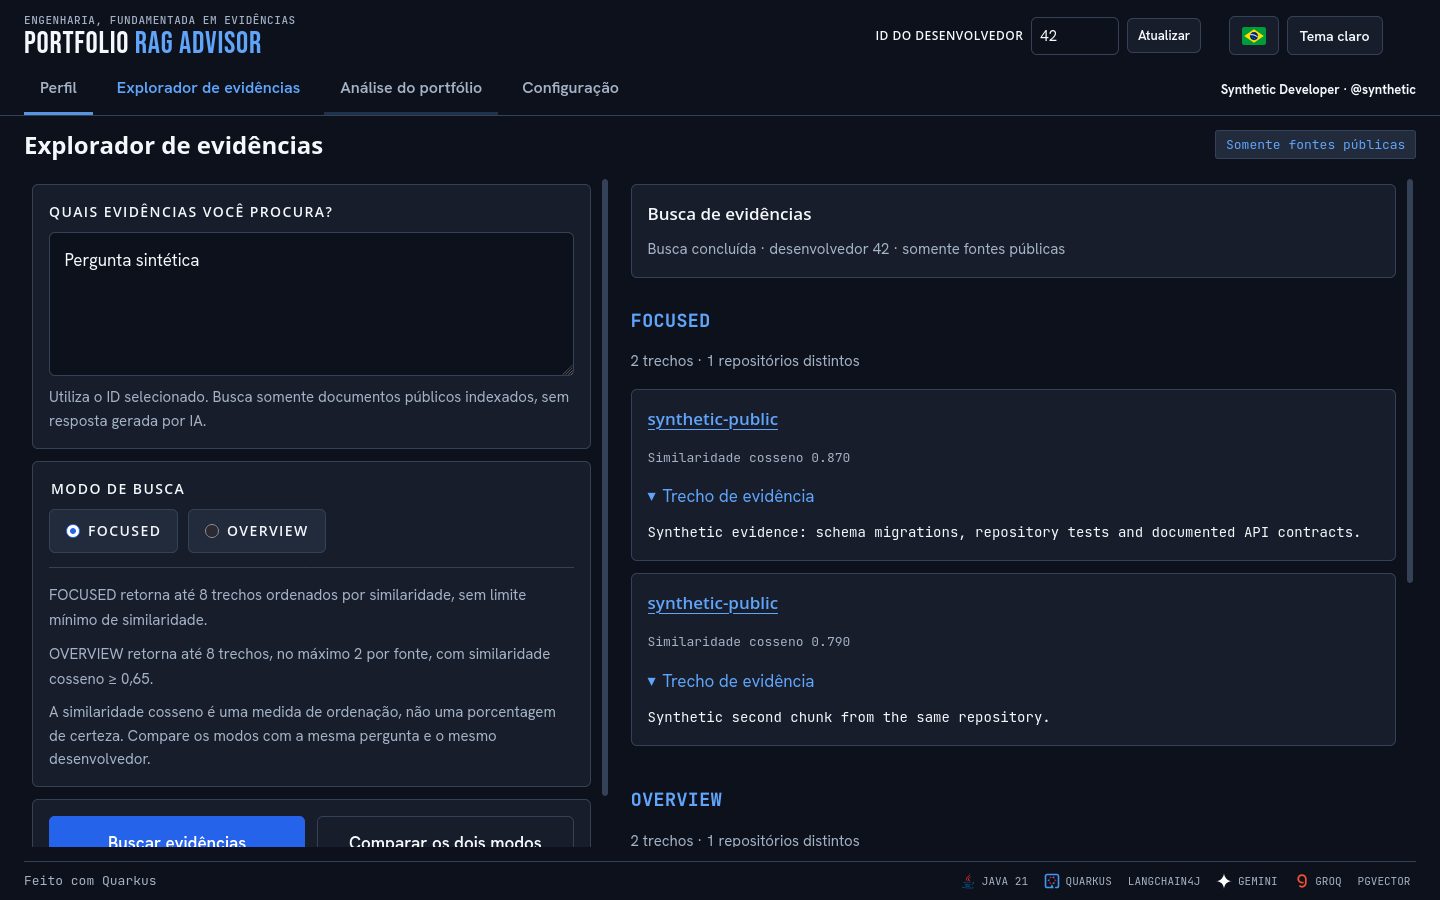 ENGENHARIA, FUNDAMENTADA EM EVIDÊNCIAS
PORTFOLIO RAG ADVISOR
ID DO DESENVOLVEDOR
42
Atualizar
Tema claro
Perfil
Explorador de evidências
Análise do portfólio
Configuração
Synthetic Developer · @synthetic
Explorador de evidências
Somente fontes públicas
QUAIS EVIDÊNCIAS VOCÊ PROCURA?
Pergunta sintética
Utiliza o ID selecionado. Busca somente documentos públicos indexados, sem
resposta gerada por IA.
MODO DE BUSCA
FOCUSED
OVERVIEW
FOCUSED retorna até 8 trechos ordenados por similaridade, sem limite
mínimo de similaridade.
OVERVIEW retorna até 8 trechos, no máximo 2 por fonte, com similaridade
cosseno ≥ 0,65.
A similaridade cosseno é uma medida de ordenação, não uma porcentagem
de certeza. Compare os modos com a mesma pergunta e o mesmo
desenvolvedor.
Buscar evidências
Comparar os dois modos
Busca de evidências
Busca concluída · desenvolvedor 42 · somente fontes públicas
FOCUSED
2 trechos · 1 repositórios distintos
synthetic-public
Similaridade cosseno 0.870
▾ Trecho de evidência
Synthetic evidence: schema migrations, repository tests and documented API contracts.
synthetic-public
Similaridade cosseno 0.790
▾ Trecho de evidência
Synthetic second chunk from the same repository.
OVERVIEW
2 trechos · 1 repositórios distintos
Feito com Quarkus
JAVA 21
QUARKUS
LANGCHAIN4J
GEMINI
GROQ
PGVECTOR